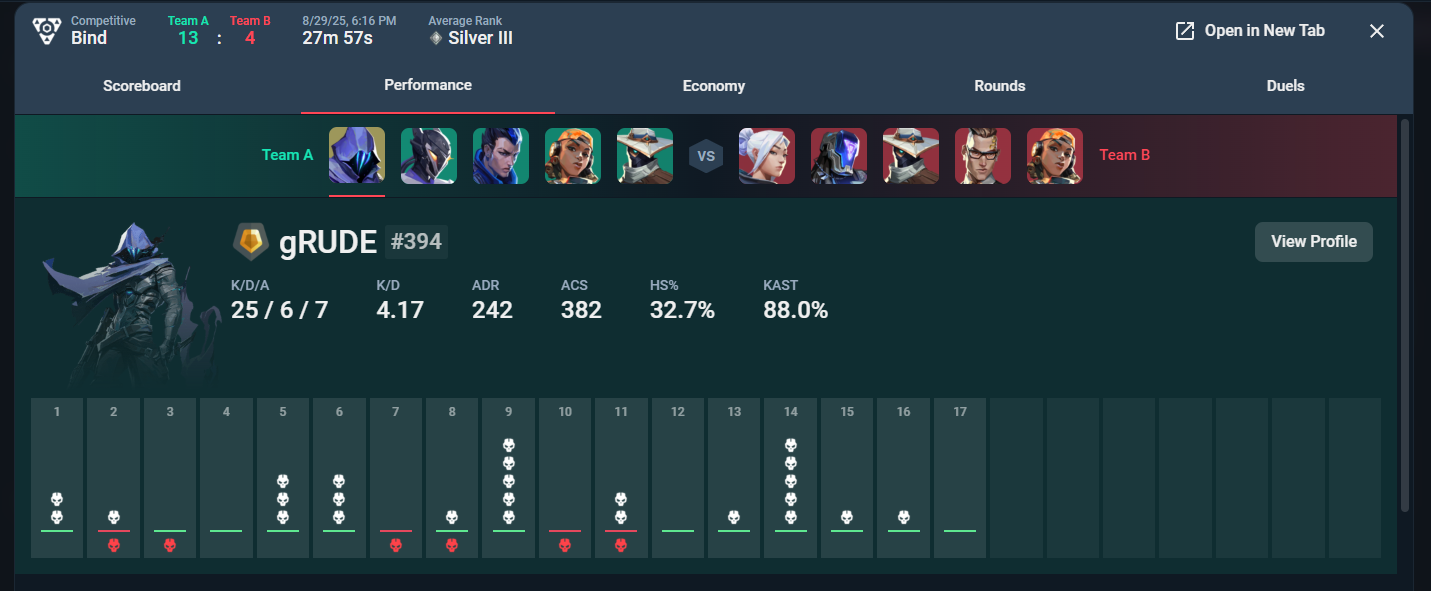 Competitive
Bind
Team A
13
:
Team B
4
8/29/25, 6:16 PM
27m 57s
Average Rank
Silver III
Open in New Tab
Scoreboard
Performance
Economy
Rounds
Duels
Team A
VS
Team B
gRUDE #394
View Profile
K/D/A
25 / 6 / 7
K/D
4.17
ADR
242
ACS
382
HS%
32.7%
KAST
88.0%
1 2 3 4 5 6 7 8 9 10 11 12 13 14 15 16 17